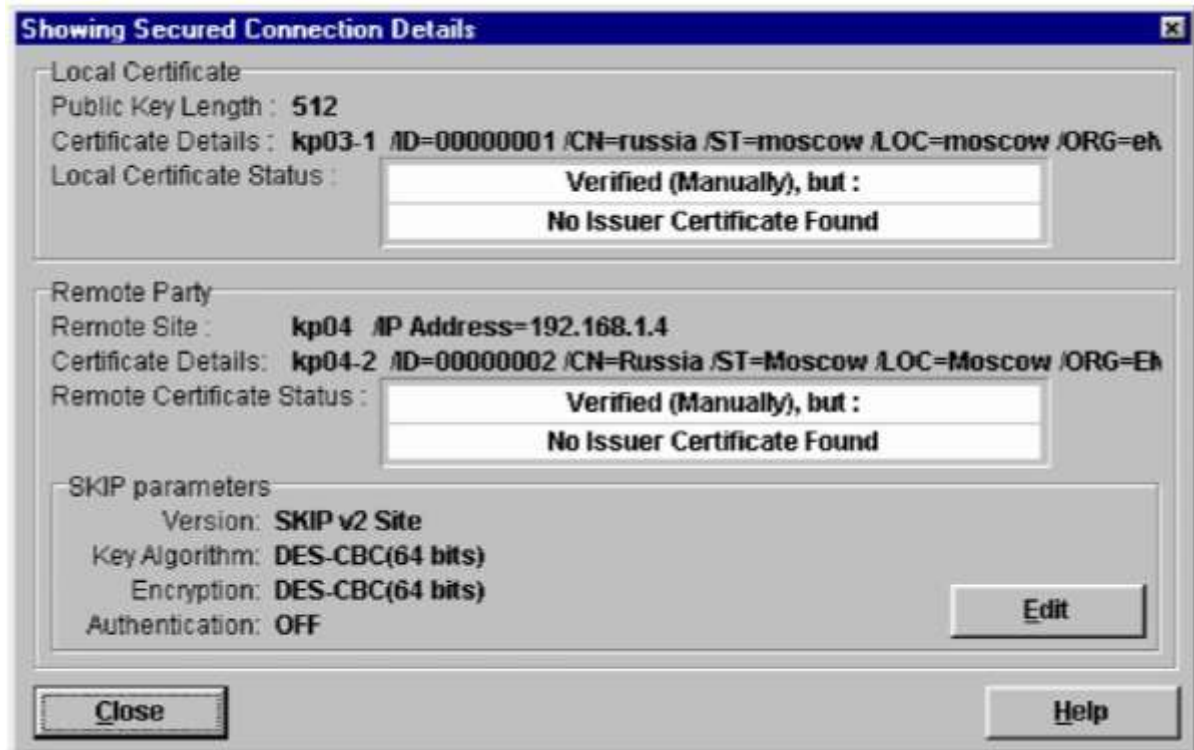 Showing Secured Connection Details
Local Certificate
Public Key Length : 512
Certificate Details : kp03-1 /ID=00000001 /CN=russia /ST=moscow /LOC=moscow /ORG=
Local Certificate Status :
Verified (Manually), but :
No Issuer Certificate Found
Remote Party
Remote Site : kp04 /IP Address=192.168.1.4
Certificate Details: kp04-2 /ID=00000002 /CN=Russia /ST=Moscow /LOC=Moscow /ORG=
Remote Certificate Status :
Verified (Manually), but :
No Issuer Certificate Found
SKIP parameters
Version: SKIP v2 Site
Key Algorithm: DES-CBC(64 bits)
Encryption: DES-CBC(64 bits)
Authentication: OFF
Edit
Close
Help